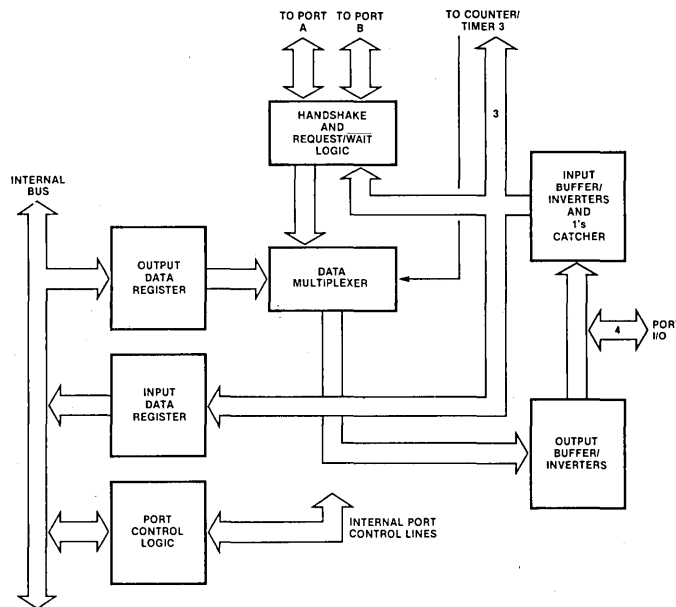 TO PORT
A
TO PORT
B
TO COUNTER/
TIMER 3
HANDSHAKE
AND
REQUEST/WAIT
LOGIC
3
INTERNAL
BUS
INPUT
BUFFER/
INVERTERS
AND
1's
CATCHER
OUTPUT
DATA
REGISTER
DATA
MULTIPLEXER
4
POR
I/O
INPUT
DATA
REGISTER
OUTPUT
BUFFER/
INVERTERS
PORT
CONTROL
LOGIC
INTERNAL PORT
CONTROL LINES